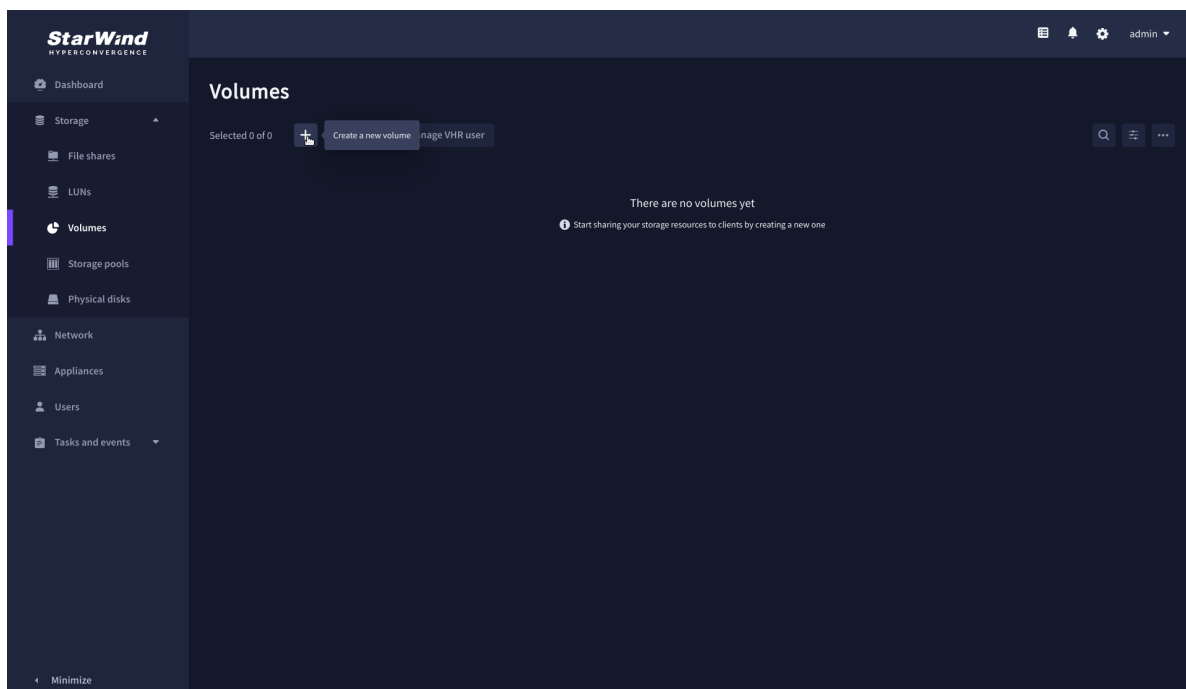 StarWind
HYPERCONVERGENCE
admin
Dashboard
Storage
File shares
LUNs
Volumes
Storage pools
Physical disks
Network
Appliances
Users
Tasks and events
Minimize
Volumes
Selected 0 of 0
Create a new volume
nage VHR user
There are no volumes yet
Start sharing your storage resources to clients by creating a new one